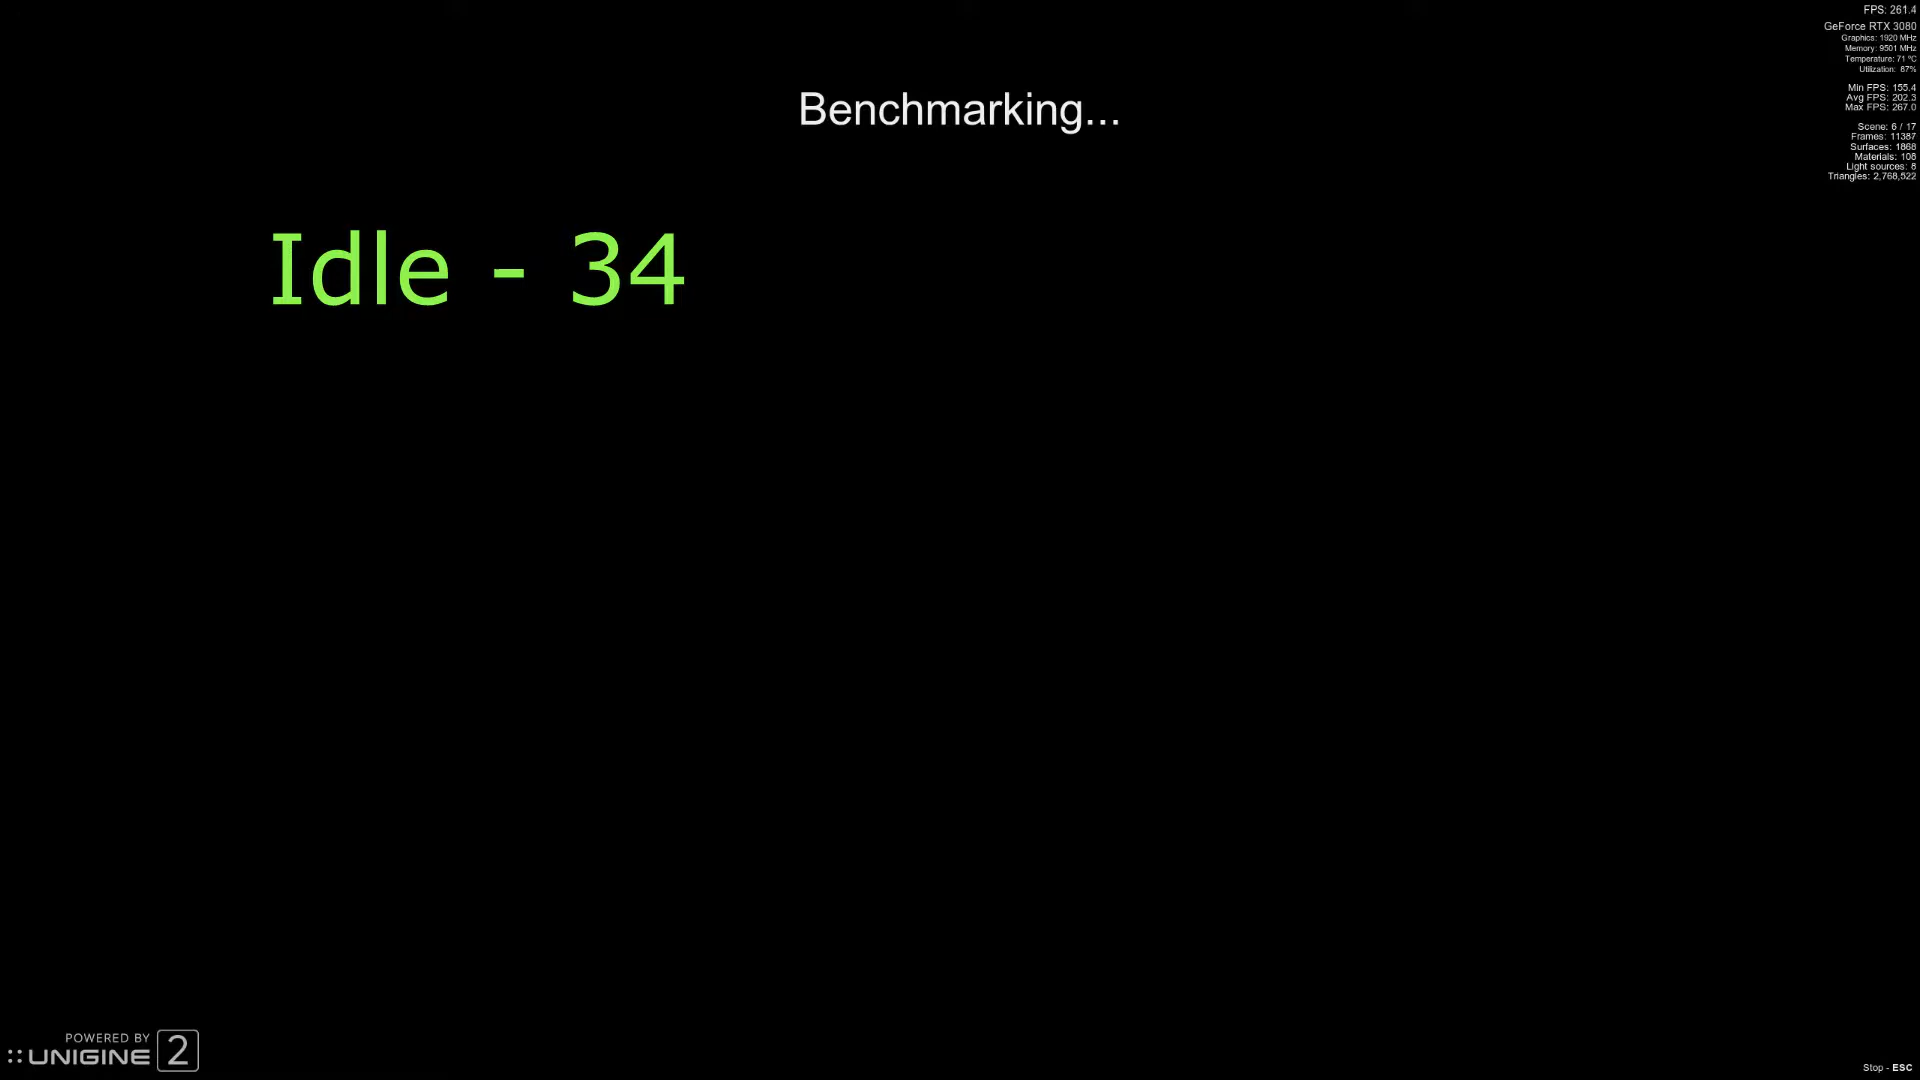 FPS: 261.4
GeForce RTX 3080
Graphics: 1920 MHz
Memory: 9501 MHz
Temperature: 71 °C
Utilization: 87%
Min FPS: 155.4
Avg FPS: 202.3
Max FPS: 267.0
Scene: 6 / 17
Frames: 11387
Surfaces: 1868
Materials: 108
Light sources: 8
Triangles: 2,768,522
Benchmarking...
Idle - 34
POWERED BY
UNIGINE 2
Stop - ESC